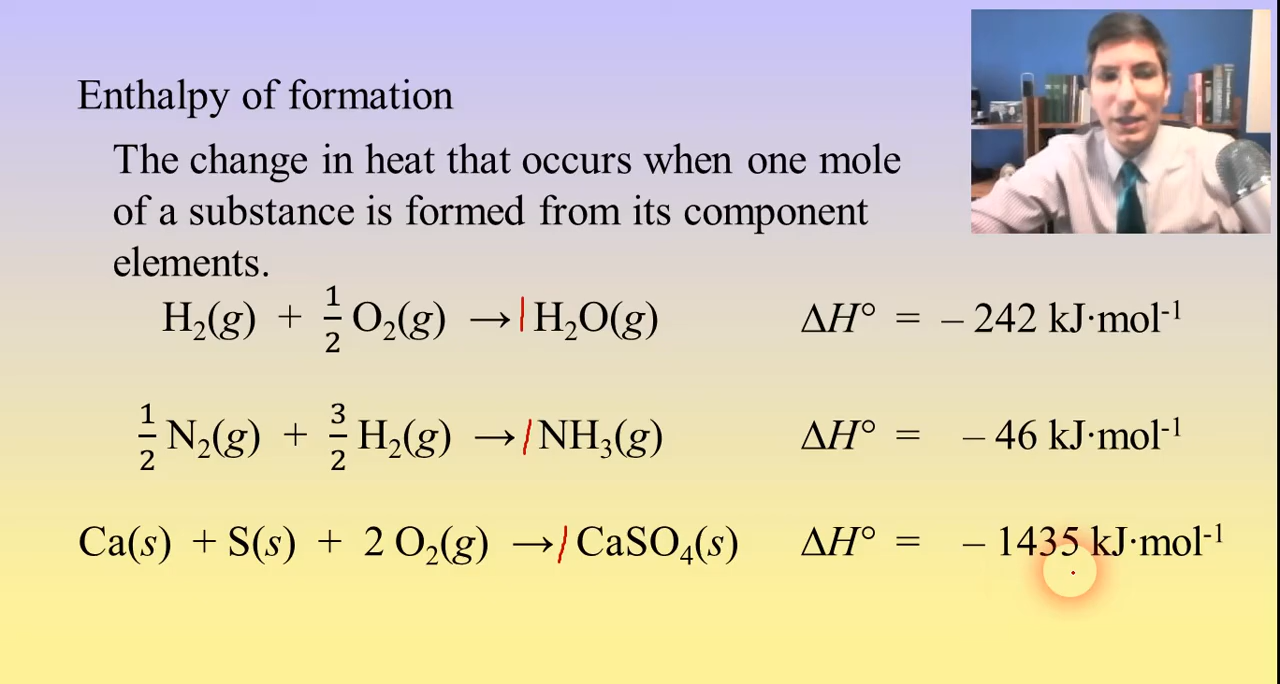 Enthalpy of formation
The change in heat that occurs when one mole
of a substance is formed from its component
elements.
H₂(g) + ½ O₂(g) → | H₂O(g) ΔH° = – 242 kJ·mol⁻¹
½ N₂(g) + 3/2 H₂(g) → / NH₃(g) ΔH° = – 46 kJ·mol⁻¹
Ca(s) + S(s) + 2 O₂(g) → / CaSO₄(s) ΔH° = – 1435 kJ·mol⁻¹